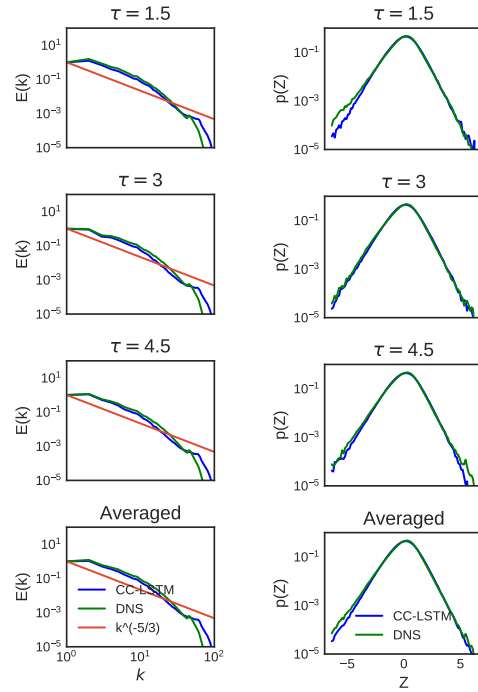 τ = 1.5
E(k)
10^1
10^-1
10^-3
10^-5
τ = 1.5
p(Z)
10^-1
10^-3
10^-5
τ = 3
E(k)
10^1
10^-1
10^-3
10^-5
τ = 3
p(Z)
10^-1
10^-3
10^-5
τ = 4.5
E(k)
10^1
10^-1
10^-3
10^-5
τ = 4.5
p(Z)
10^-1
10^-3
10^-5
Averaged
E(k)
10^1
10^-1
10^-3
10^-5
CC-LSTM
DNS
k^(-5/3)
10^0 10^1 10^2
k
Averaged
p(Z)
10^-1
10^-3
10^-5
CC-LSTM
DNS
−5 0 5
Z